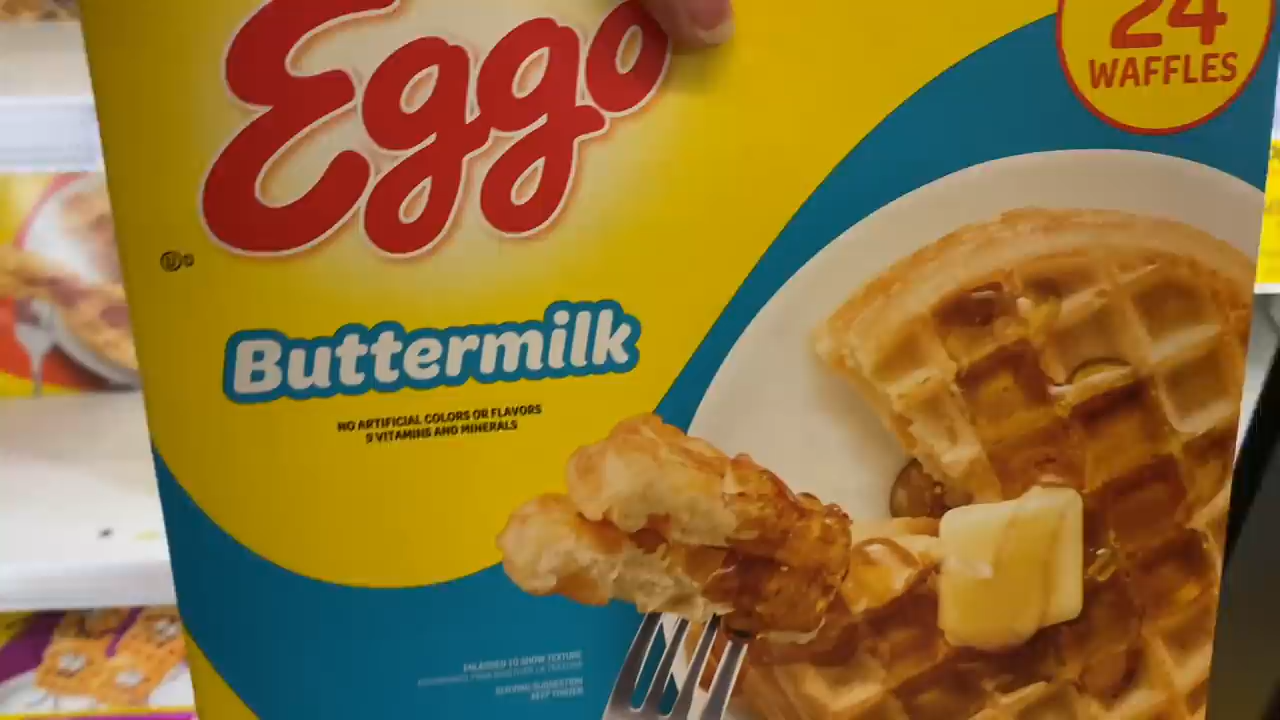 Eggo
24
WAFFLES
U D
Buttermilk
NO ARTIFICIAL COLORS OR FLAVORS
9 VITAMINS AND MINERALS
ENLARGED TO SHOW TEXTURE
SERVING SUGGESTION
KEEP FROZEN